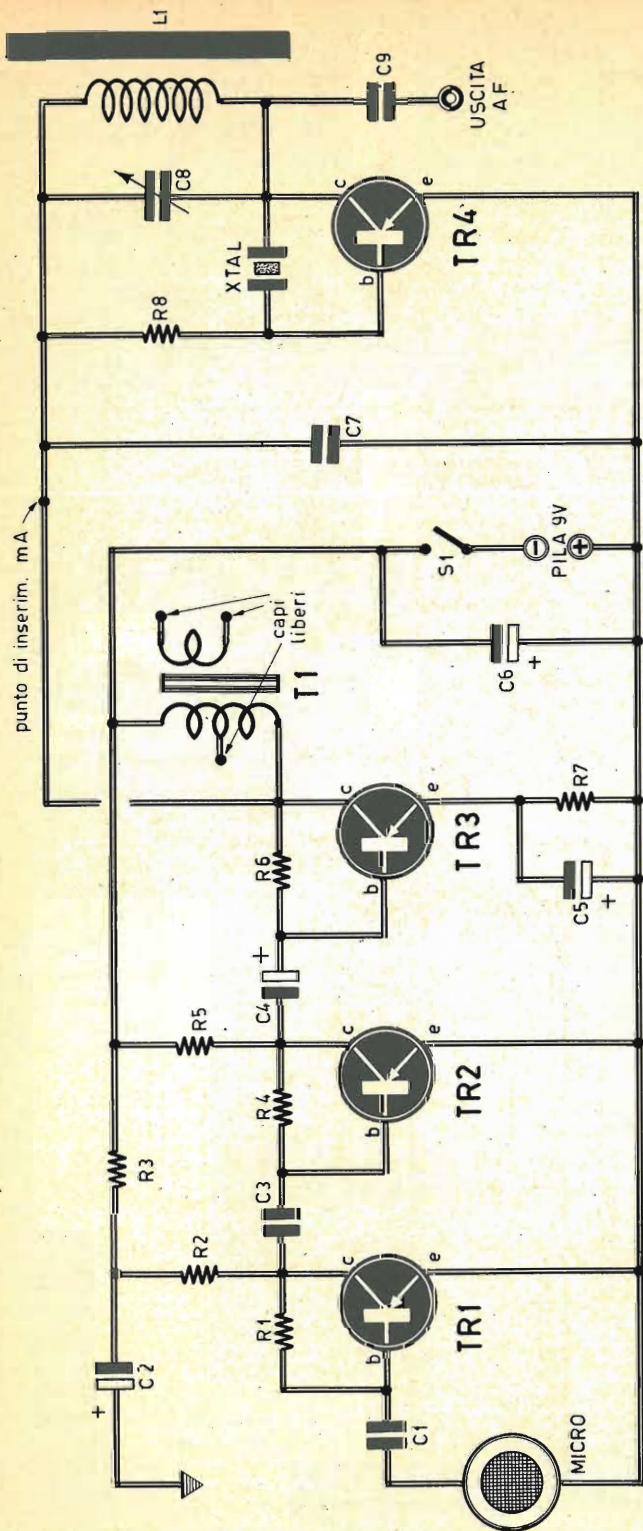 punto di inserim. mA
L1
C8
R8
XTAL
c
b
e
TR4
C9
USCITA
A F
C7
capi
liberi
T1
S1
PILA 9V
-
+
C6
+
R6
c
b
e
TR3
R7
C5
+
+
C4
R5
R4
c
b
e
TR2
R3
C3
R2
R1
c
b
e
TR1
+
C2
C1
MICRO